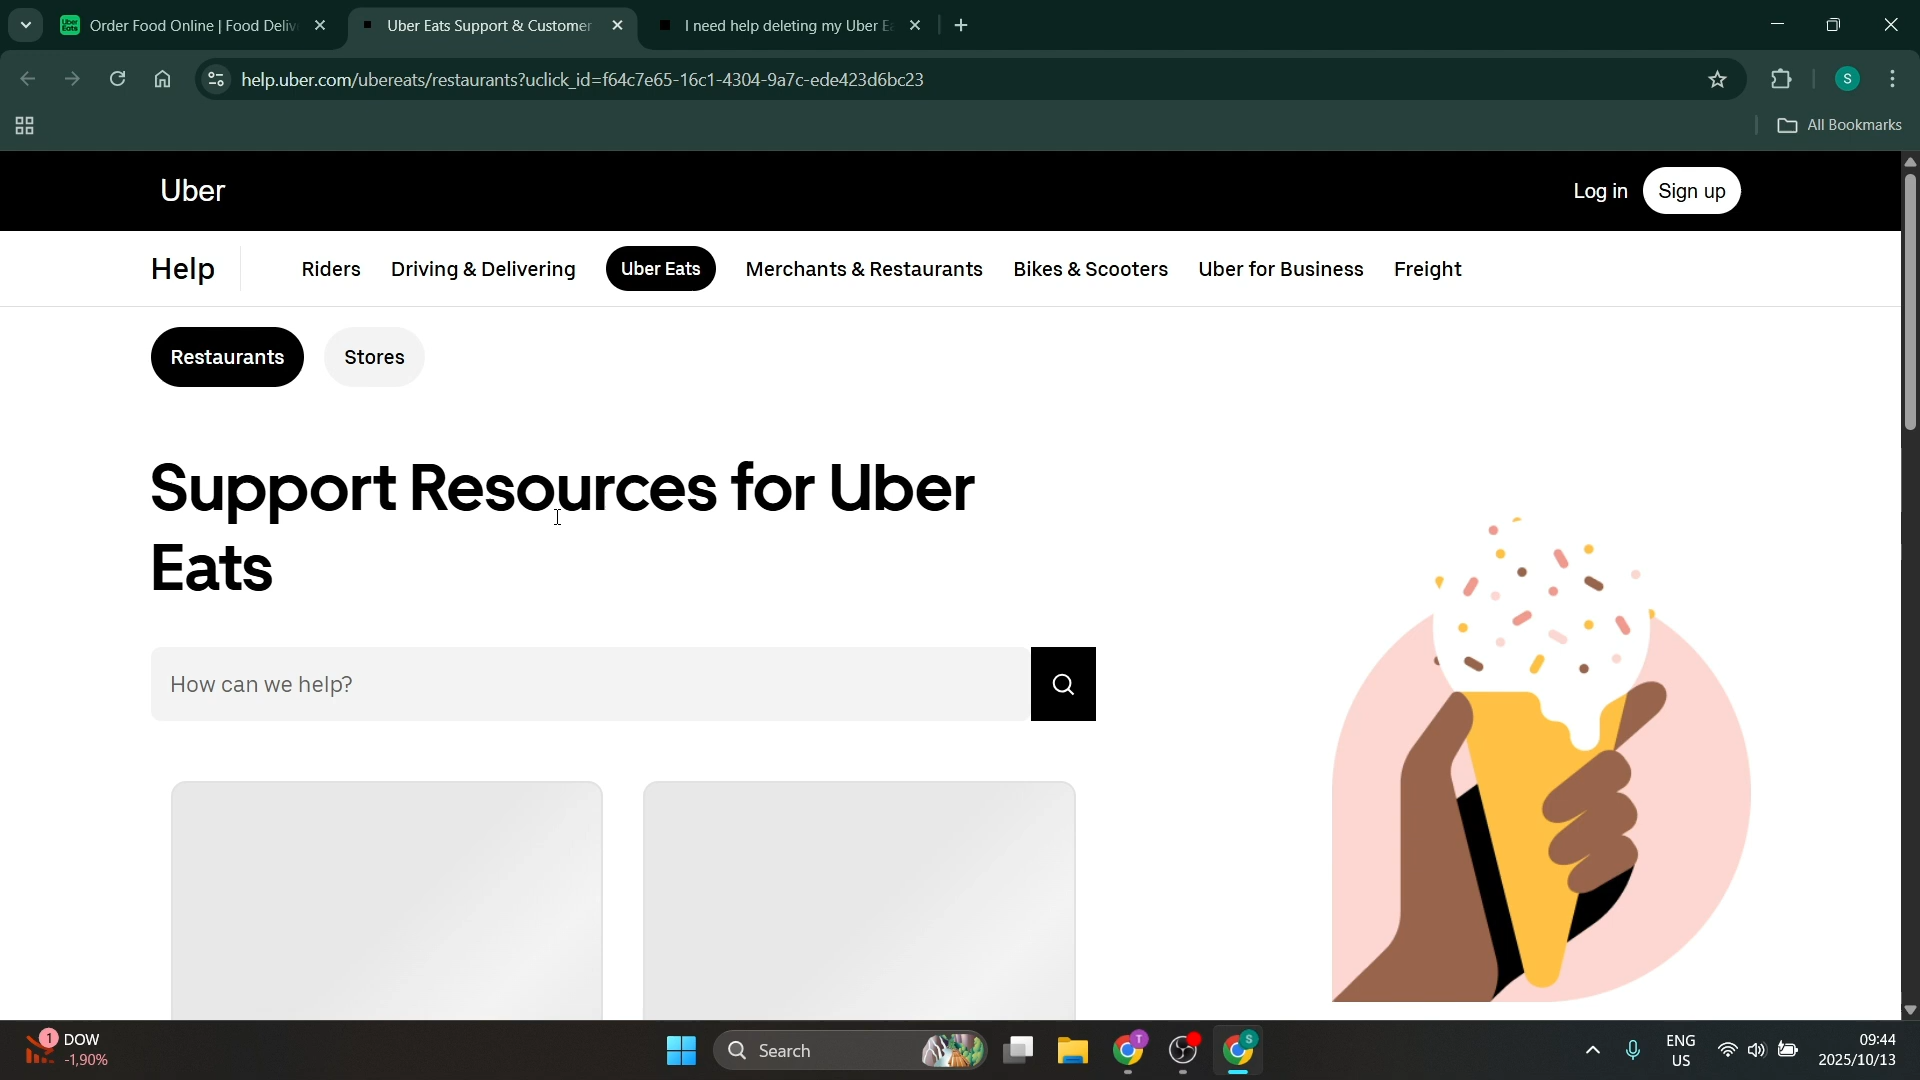 Order Food Online | Food Deliv
Uber Eats Support & Customer
I need help deleting my Uber Ea
help.uber.com/ubereats/restaurants?uclick_id=f64c7e65-16c1-4304-9a7c-ede423d6bc23
S
All Bookmarks
Uber
Log in
Sign up
Help
Riders
Driving & Delivering
Uber Eats
Merchants & Restaurants
Bikes & Scooters
Uber for Business
Freight
Restaurants
Stores
Support Resources for Uber
Eats
How can we help?
1
DOW
-1,90%
Search
T
S
ENG
US
09:44
2025/10/13